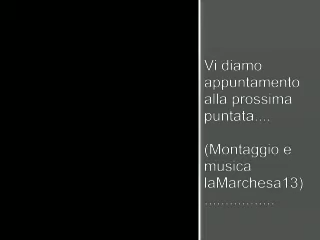 Vi diamo
appuntamento
alla prossima
puntata....
(Montaggio e
musica
laMarchesa13)
.................